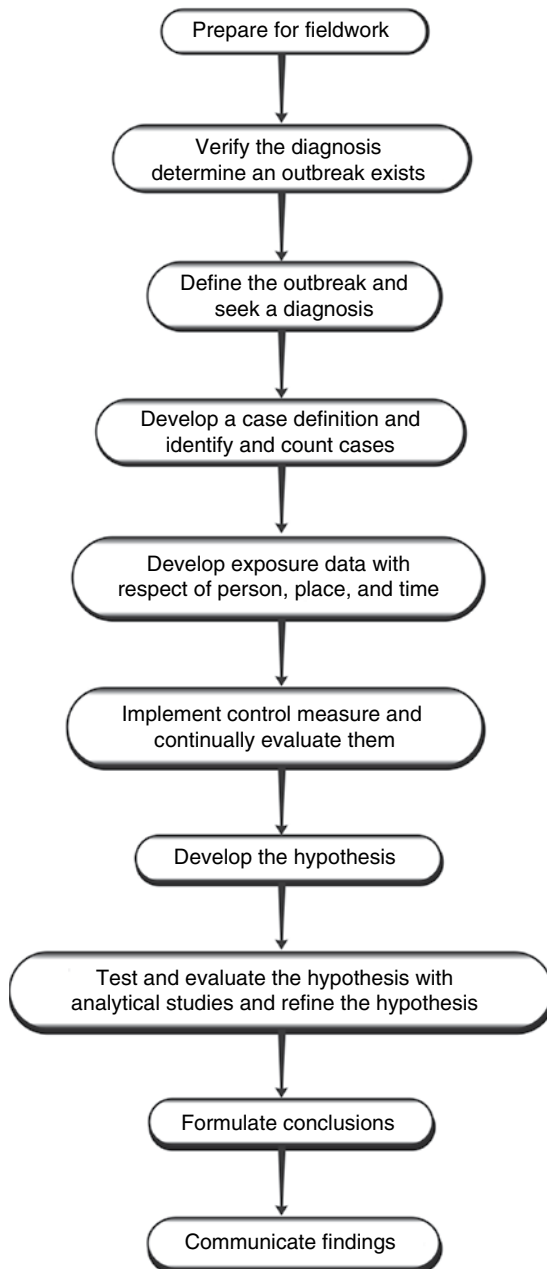 Prepare for fieldwork
Verify the diagnosis
determine an outbreak exists
Define the outbreak and
seek a diagnosis
Develop a case definition and
identify and count cases
Develop exposure data with
respect of person, place, and time
Implement control measure and
continually evaluate them
Develop the hypothesis
Test and evaluate the hypothesis with
analytical studies and refine the hypothesis
Formulate conclusions
Communicate findings